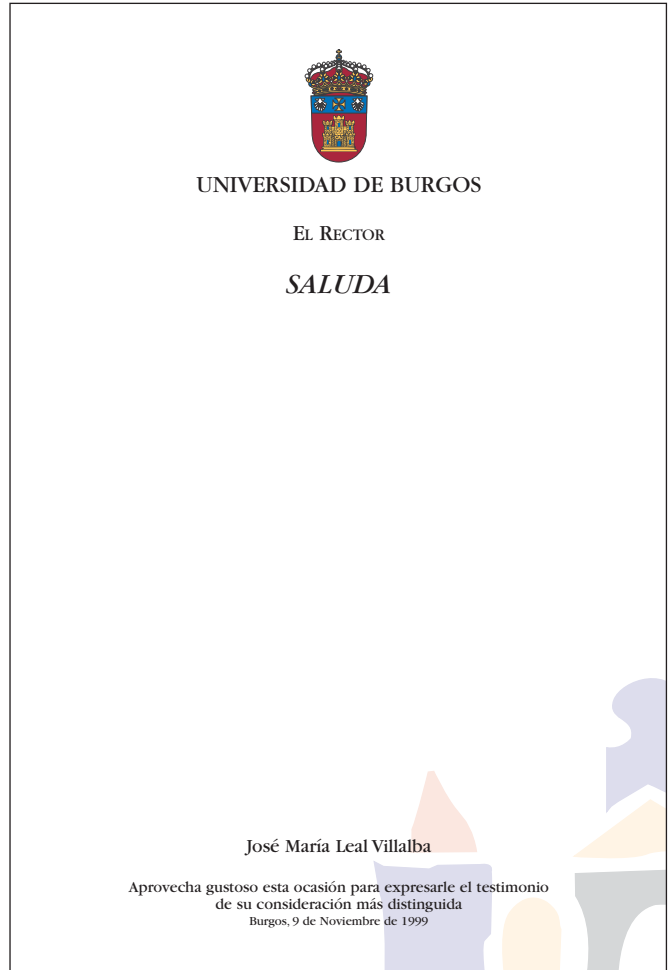 UNIVERSIDAD DE BURGOS
EL RECTOR
SALUDA
José María Leal Villalba
Aprovecha gustoso esta ocasión para expresarle el testimonio
de su consideración más distinguida
Burgos, 9 de Noviembre de 1999